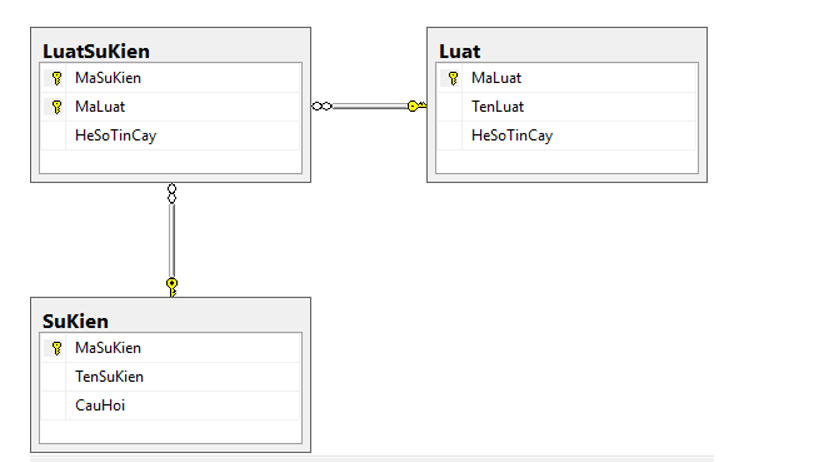 LuatSuKien
MaSuKien
MaLuat
HeSoTinCay
Luat
MaLuat
TenLuat
HeSoTinCay
SuKien
MaSuKien
TenSuKien
CauHoi